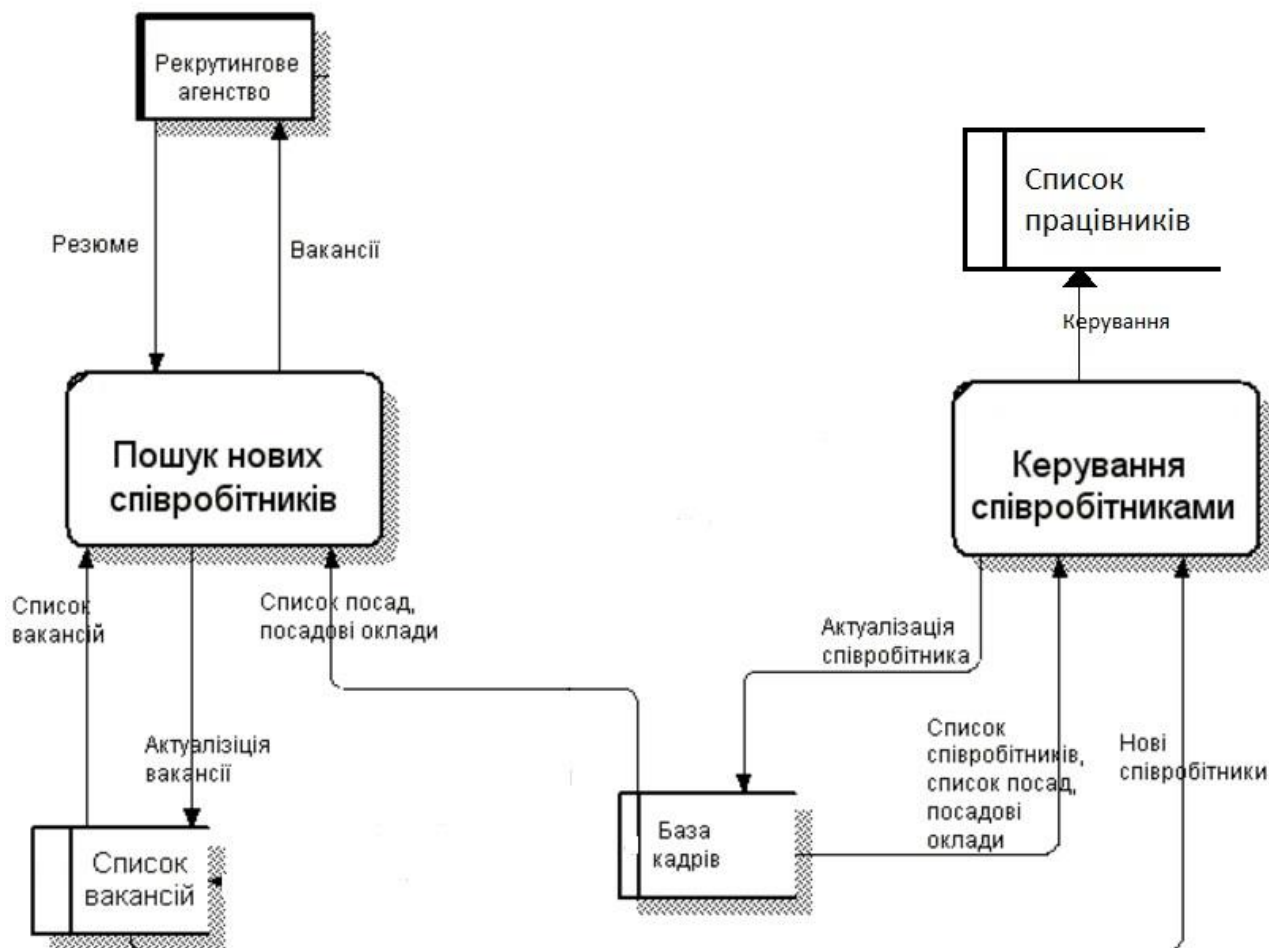 Рекрутингове
агенство
Список
працівників
Резюме
Вакансії
Керування
Пошук нових
співробітників
Керування
співробітниками
Список
вакансій
Список посад,
посадові оклади
Актуалізація
співробітника
Актуалізіція
вакансії
Список
співробітників,
список посад,
посадові
оклади
Нові
співробітники
База
кадрів
Список
вакансій